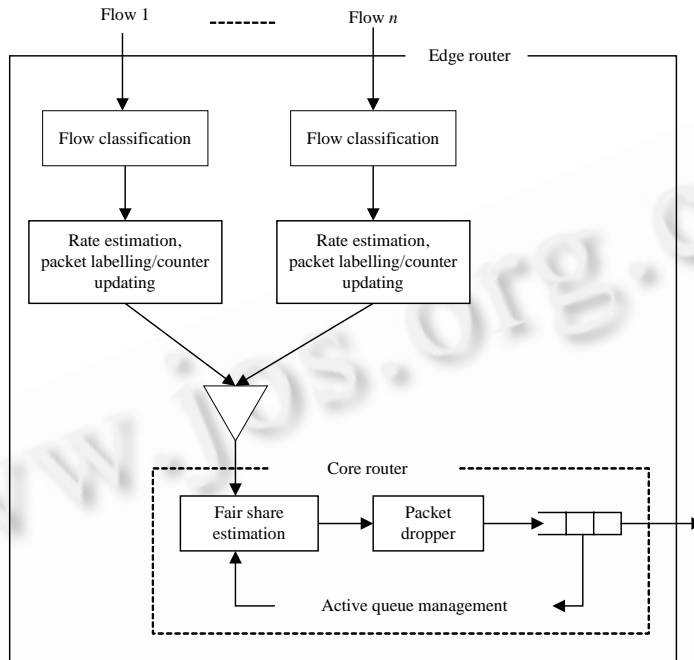 Flow 1
Flow n
Edge router
Flow classification
Flow classification
Rate estimation,
packet labelling/counter
updating
Rate estimation,
packet labelling/counter
updating
Core router
Fair share
estimation
Packet
dropper
Active queue management
www.jos.org.c